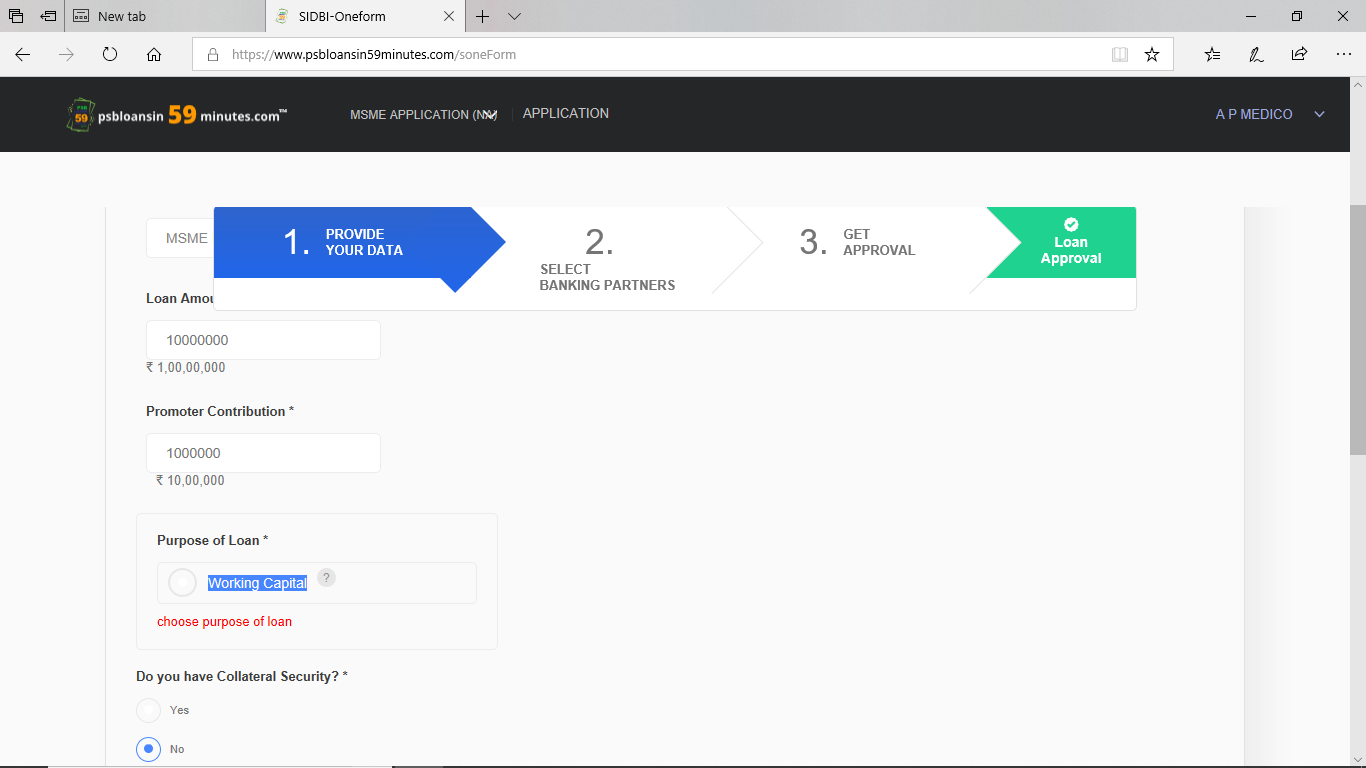 New tab
SIDBI-Oneform
https://www.psbloansin59minutes.com/soneForm
PSB 59 psbloansin 59 minutes.com™
MSME APPLICATION (N
APPLICATION
A P MEDICO
MSME
1. PROVIDE
YOUR DATA
2.
SELECT
BANKING PARTNERS
3. GET
APPROVAL
Loan
Approval
Loan Amou
10000000
₹ 1,00,00,000
Promoter Contribution *
1000000
₹ 10,00,000
Purpose of Loan *
Working Capital ?
choose purpose of loan
Do you have Collateral Security? *
Yes
No